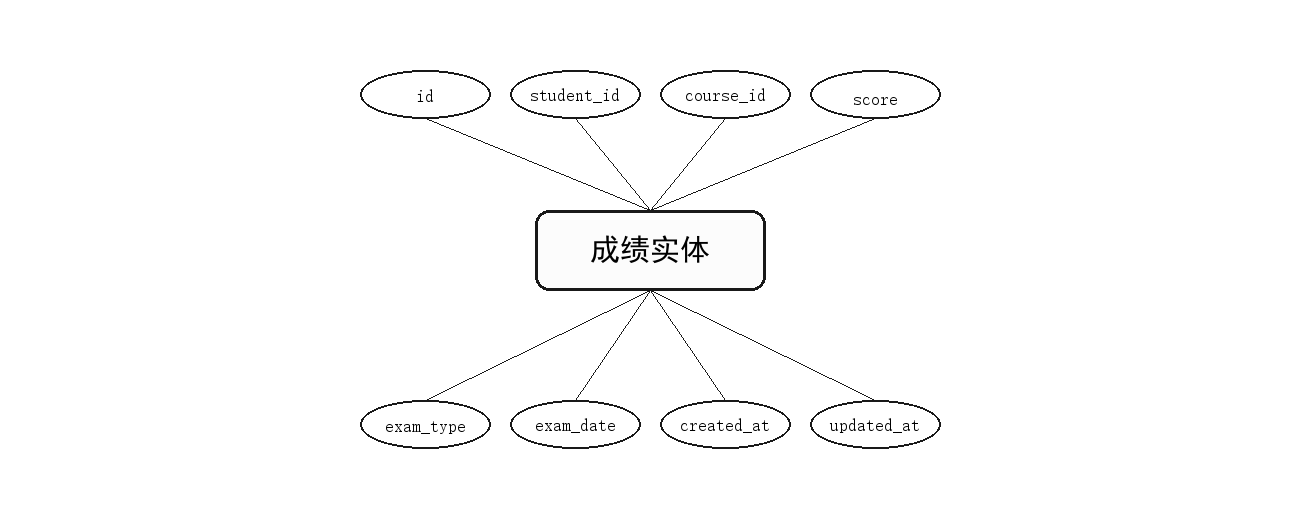 id
student_id
course_id
score
成绩实体
exam_type
exam_date
created_at
updated_at